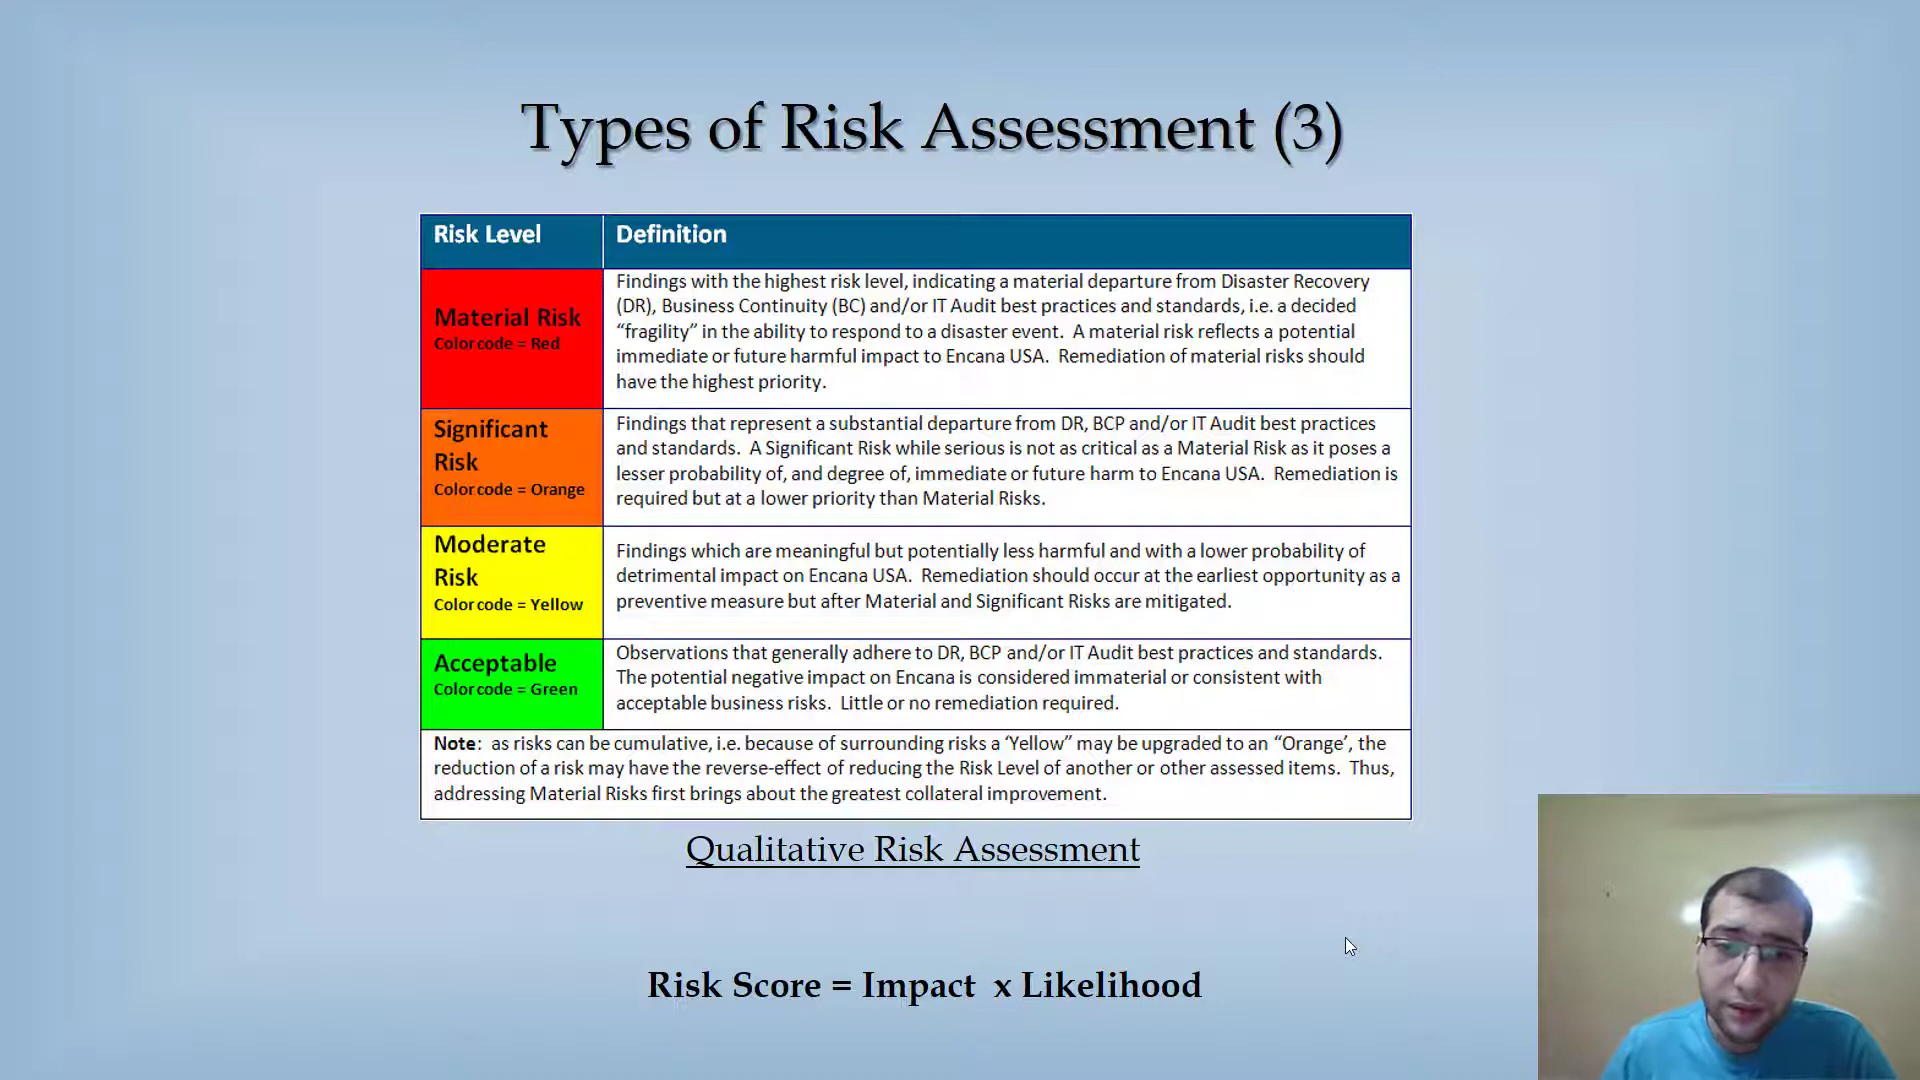 Types of Risk Assessment (3)
Risk Level
Definition
Material Risk
Color code = Red
Findings with the highest risk level, indicating a material departure from Disaster Recovery
(DR), Business Continuity (BC) and/or IT Audit best practices and standards, i.e. a decided
“fragility” in the ability to respond to a disaster event.  A material risk reflects a potential
immediate or future harmful impact to Encana USA.  Remediation of material risks should
have the highest priority.
Significant
Risk
Color code = Orange
Findings that represent a substantial departure from DR, BCP and/or IT Audit best practices
and standards.  A Significant Risk while serious is not as critical as a Material Risk as it poses a
lesser probability of, and degree of, immediate or future harm to Encana USA.  Remediation is
required but at a lower priority than Material Risks.
Moderate
Risk
Color code = Yellow
Findings which are meaningful but potentially less harmful and with a lower probability of
detrimental impact on Encana USA.  Remediation should occur at the earliest opportunity as a
preventive measure but after Material and Significant Risks are mitigated.
Acceptable
Color code = Green
Observations that generally adhere to DR, BCP and/or IT Audit best practices and standards.
The potential negative impact on Encana is considered immaterial or consistent with
acceptable business risks.  Little or no remediation required.
Note:  as risks can be cumulative, i.e. because of surrounding risks a ‘Yellow” may be upgraded to an “Orange’, the
reduction of a risk may have the reverse-effect of reducing the Risk Level of another or other assessed items.  Thus,
addressing Material Risks first brings about the greatest collateral improvement.
Qualitative Risk Assessment
Risk Score = Impact  x Likelihood